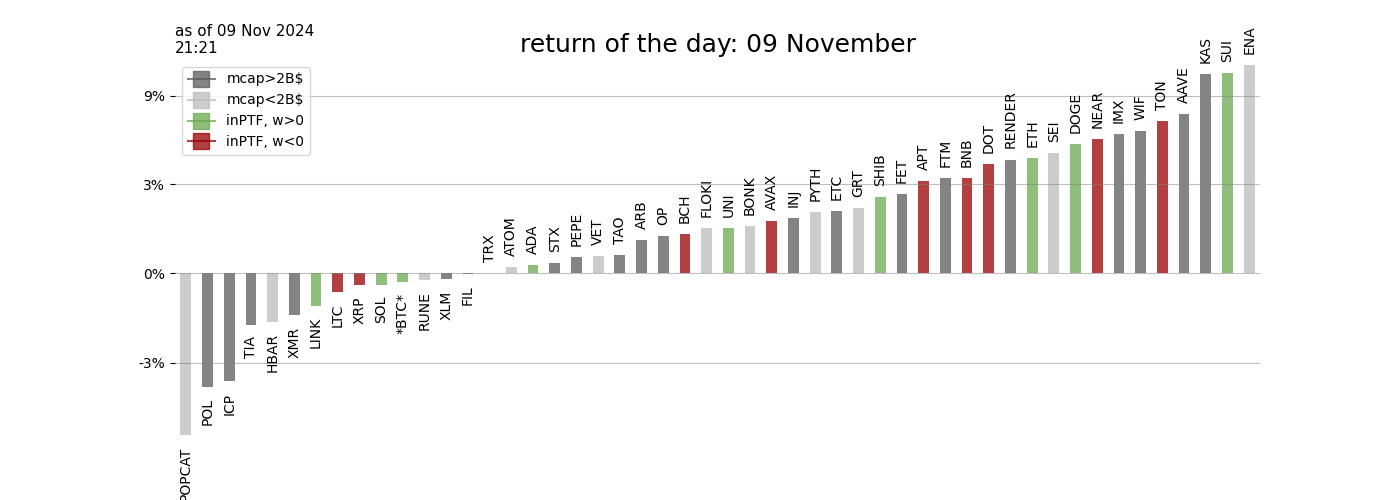 as of 09 Nov 2024
21:21
return of the day: 09 November
mcap>2B$
mcap<2B$
inPTF, w>0
inPTF, w<0
9%
3%
0%
-3%
POPCAT
POL
ICP
TIA
HBAR
XMR
LINK
LTC
XRP
SOL
*BTC*
RUNE
XLM
FIL
TRX
ATOM
ADA
STX
PEPE
VET
TAO
ARB
OP
BCH
FLOKI
UNI
BONK
AVAX
INJ
PYTH
ETC
GRT
SHIB
FET
APT
FTM
BNB
DOT
RENDER
ETH
SEI
DOGE
NEAR
IMX
WIF
TON
AAVE
KAS
SUI
ENA